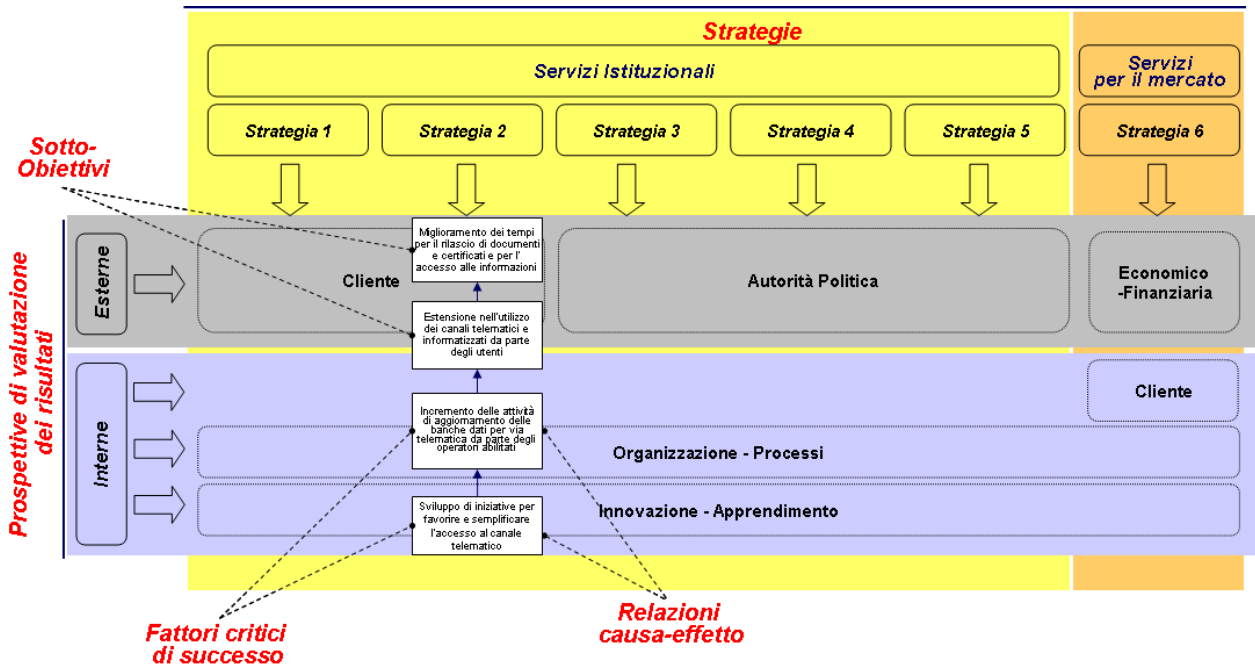 Strategie
Servizi Istituzionali
Servizi
per il mercato
Strategia 1
Strategia 2
Strategia 3
Strategia 4
Strategia 5
Strategia 6
Sotto-
Obiettivi
Prospettive di valutazione
dei risultati
Esterne
Cliente
Miglioramento dei tempi
per il rilascio di documenti
e certificati e per l'
accesso alle informazioni
Autorità Politica
Economico
-Finanziaria
Estensione nell'utilizzo
dei canali telematici e
informatizzati da parte
degli utenti
Interne
Cliente
Incremento delle attività
di aggiornamento delle
banche dati per via
telematica da parte degli
operatori abilitati
Organizzazione - Processi
Sviluppo di iniziative per
favorire e semplificare
l'accesso al canale
telematico
Innovazione - Apprendimento
Fattori critici
di successo
Relazioni
causa-effetto